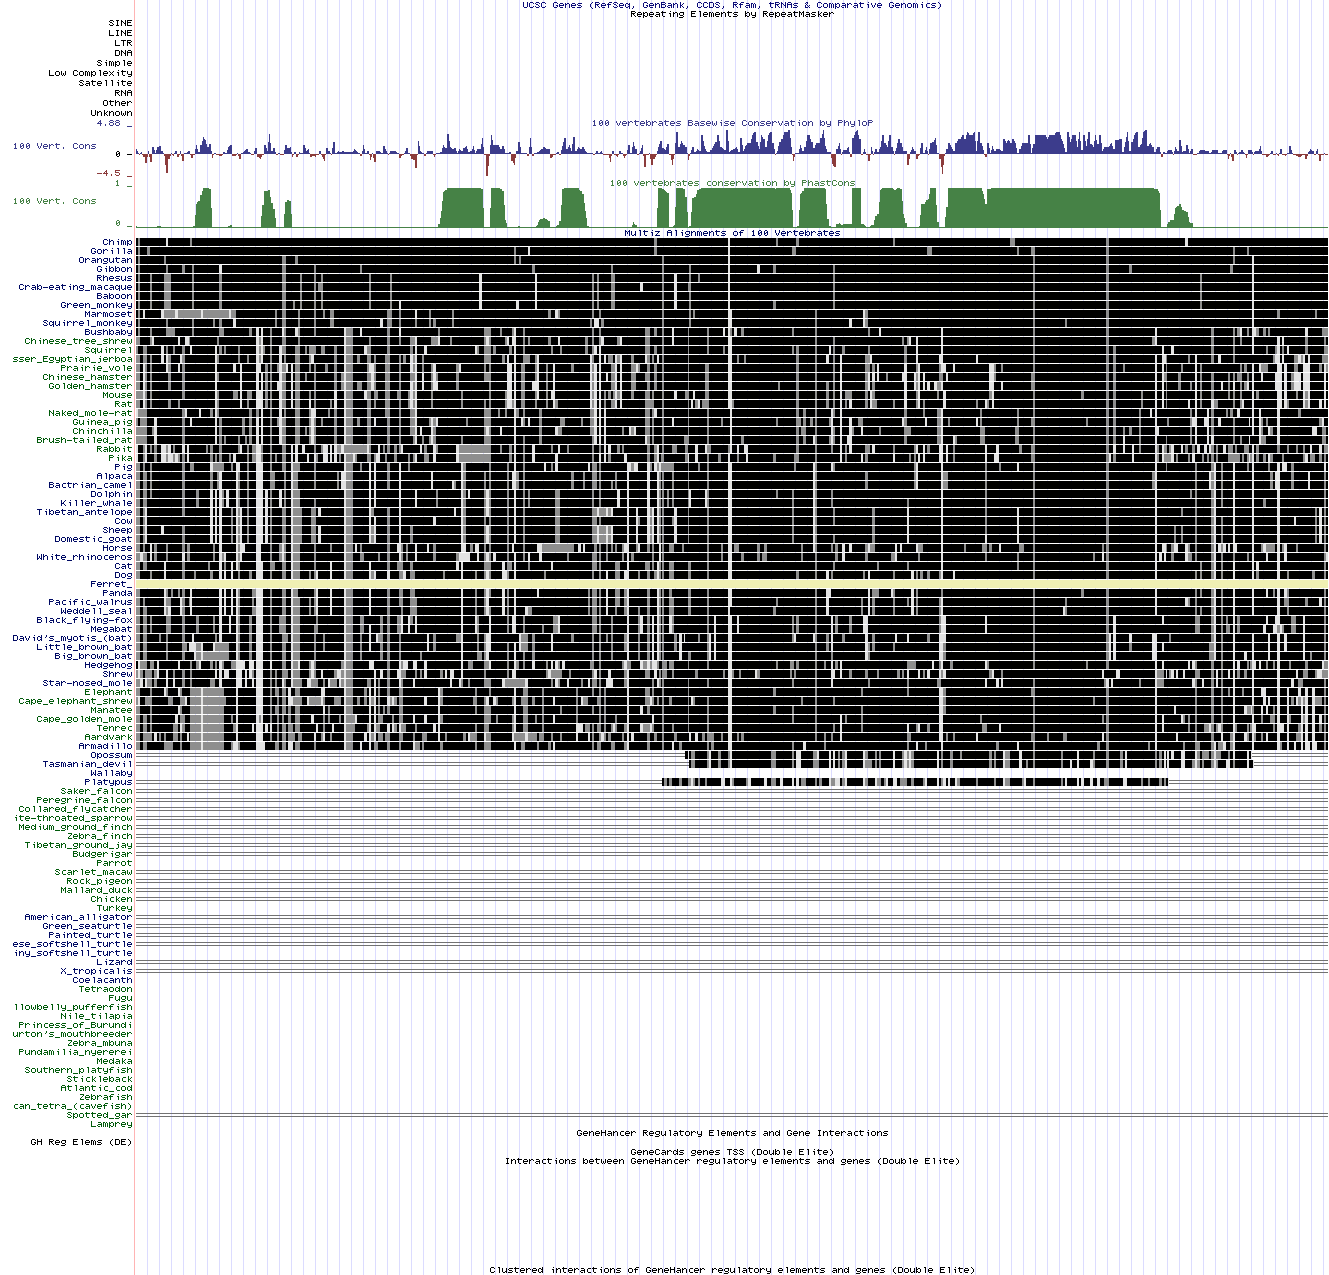 UCSC Genes (RefSeq, GenBank, CCDS, Rfam, tRNAs & Comparative Genomics)
Repeating Elements by RepeatMasker
SINE
LINE
LTR
DNA
Simple
Low Complexity
Satellite
RNA
Other
Unknown
4.88 _
100 vertebrates Basewise Conservation by PhyloP
100 Vert. Cons
0 -
-4.5 _
100 vertebrates conservation by PhastCons
1 _
100 Vert. Cons
0 _
Multiz Alignments of 100 Vertebrates
Chimp
Gorilla
Orangutan
Gibbon
Rhesus
Crab-eating_macaque
Baboon
Green_monkey
Marmoset
Squirrel_monkey
Bushbaby
Chinese_tree_shrew
Squirrel
sser_Egyptian_jerboa
Prairie_vole
Chinese_hamster
Golden_hamster
Mouse
Rat
Naked_mole-rat
Guinea_pig
Chinchilla
Brush-tailed_rat
Rabbit
Pika
Pig
Alpaca
Bactrian_camel
Dolphin
Killer_whale
Tibetan_antelope
Cow
Sheep
Domestic_goat
Horse
White_rhinoceros
Cat
Dog
Ferret_
Panda
Pacific_walrus
Weddell_seal
Black_flying-fox
Megabat
David's_myotis_(bat)
Little_brown_bat
Big_brown_bat
Hedgehog
Shrew
Star-nosed_mole
Elephant
Cape_elephant_shrew
Manatee
Cape_golden_mole
Tenrec
Aardvark
Armadillo
Opossum
Tasmanian_devil
Wallaby
Platypus
Saker_falcon
Peregrine_falcon
Collared_flycatcher
ite-throated_sparrow
Medium_ground_finch
Zebra_finch
Tibetan_ground_jay
Budgerigar
Parrot
Scarlet_macaw
Rock_pigeon
Mallard_duck
Chicken
Turkey
American_alligator
Green_seaturtle
Painted_turtle
ese_softshell_turtle
iny_softshell_turtle
Lizard
X_tropicalis
Coelacanth
Tetraodon
Fugu
llowbelly_pufferfish
Nile_tilapia
Princess_of_Burundi
urton's_mouthbreeder
Zebra_mbuna
Pundamilia_nyererei
Medaka
Southern_platyfish
Stickleback
Atlantic_cod
Zebrafish
can_tetra_(cavefish)
Spotted_gar
Lamprey
GeneHancer Regulatory Elements and Gene Interactions
GH Reg Elems (DE)
GeneCards genes TSS (Double Elite)
Interactions between GeneHancer regulatory elements and genes (Double Elite)
Clustered interactions of GeneHancer regulatory elements and genes (Double Elite)